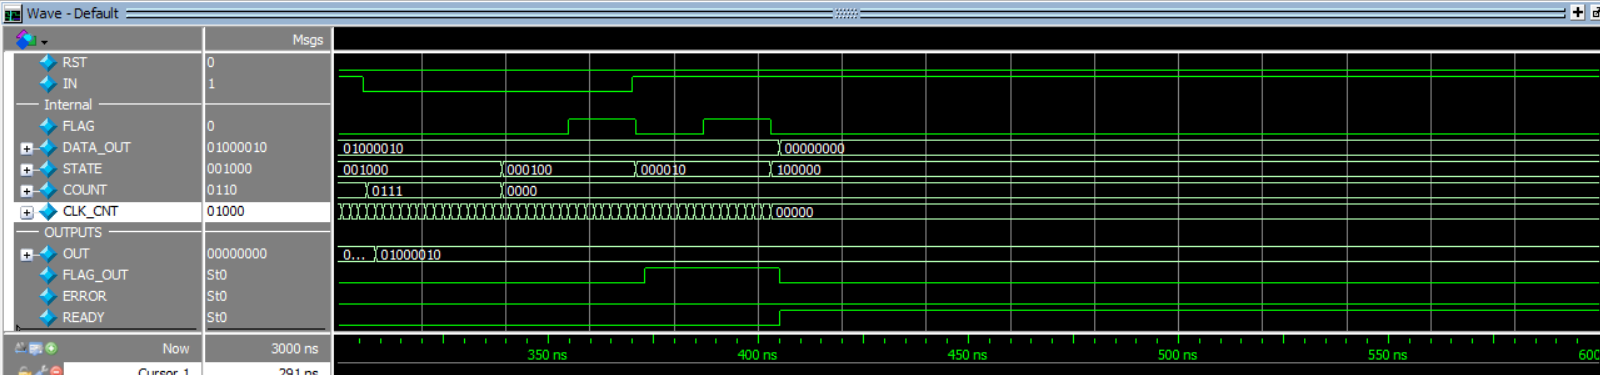 Wave - Default
Msgs
RST 0
IN 1
Internal
FLAG 0
DATA_OUT 01000010 01000010 00000000
STATE 001000 001000 000100 000010 100000
COUNT 0110 0111 0000
CLK_CNT 01000 00000
OUTPUTS
OUT 00000000 0... 01000010
FLAG_OUT St0
ERROR St0
READY St0
Now 3000 ns 350 ns 400 ns 450 ns 500 ns 550 ns 600
Cursor 1 291 ns